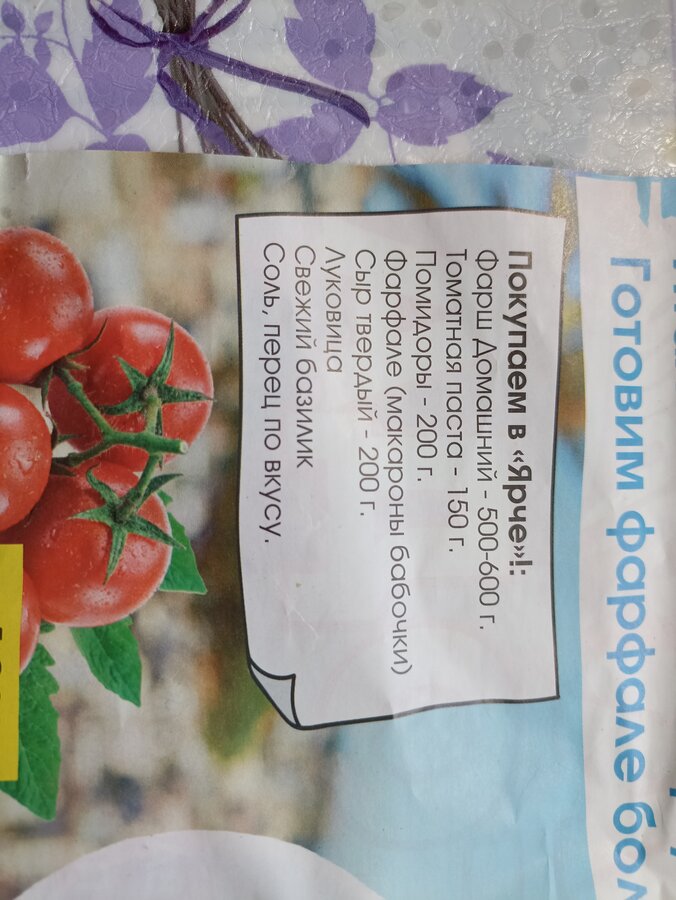 Готовим фарфале бол
Покупаем в «Ярче»!:
Фарш Домашний - 500-600 г.
Томатная паста - 150 г.
Помидоры - 200 г.
Фарфале (макароны бабочки)
Сыр твердый - 200 г.
Луковица
Свежий базилик
Соль, перец по вкусу.